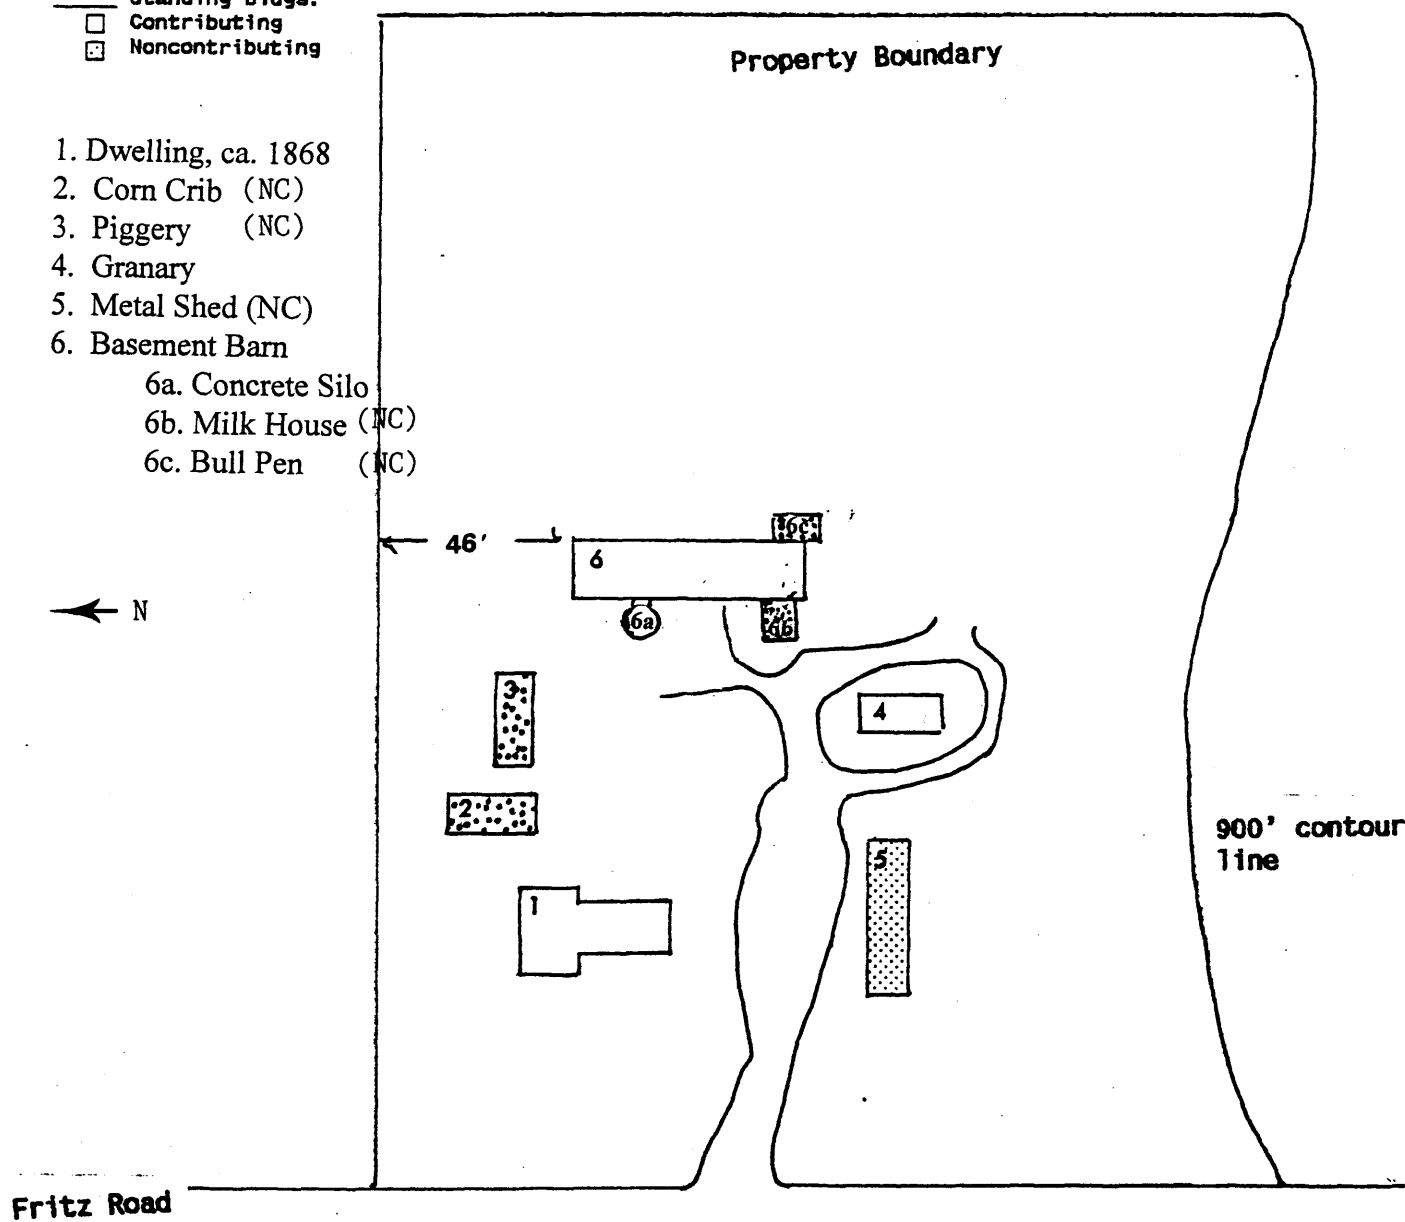 Standing Bldgs.
Contributing
Noncontributing
Property Boundary
1. Dwelling, ca. 1868
2. Corn Crib (NC)
3. Piggery (NC)
4. Granary
5. Metal Shed (NC)
6. Basement Barn
6a. Concrete Silo
6b. Milk House (NC)
6c. Bull Pen (NC)
6c
46'
6
N
6a
6b
3
4
2
900' contour
line
5
1
Fritz Road